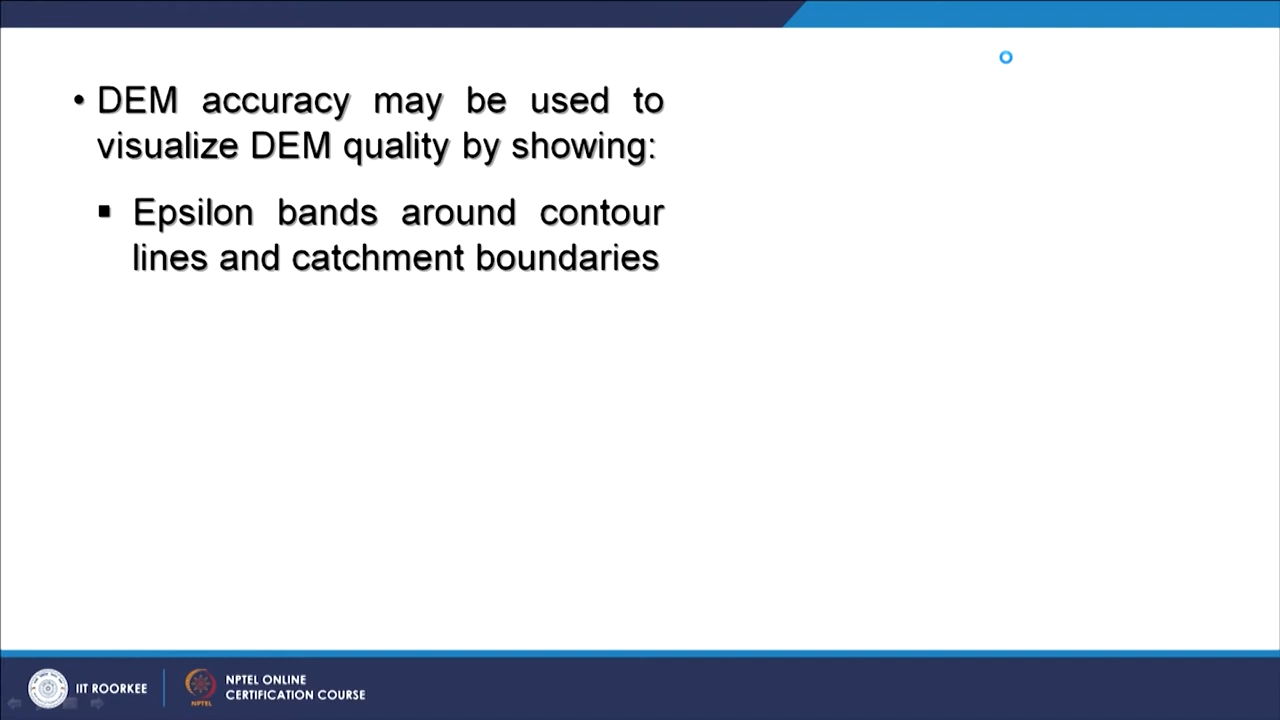 • DEM accuracy may be used to
visualize DEM quality by showing:
▪ Epsilon bands around contour
lines and catchment boundaries
IIT ROORKEE
NPTEL ONLINE
CERTIFICATION COURSE
NPTEL